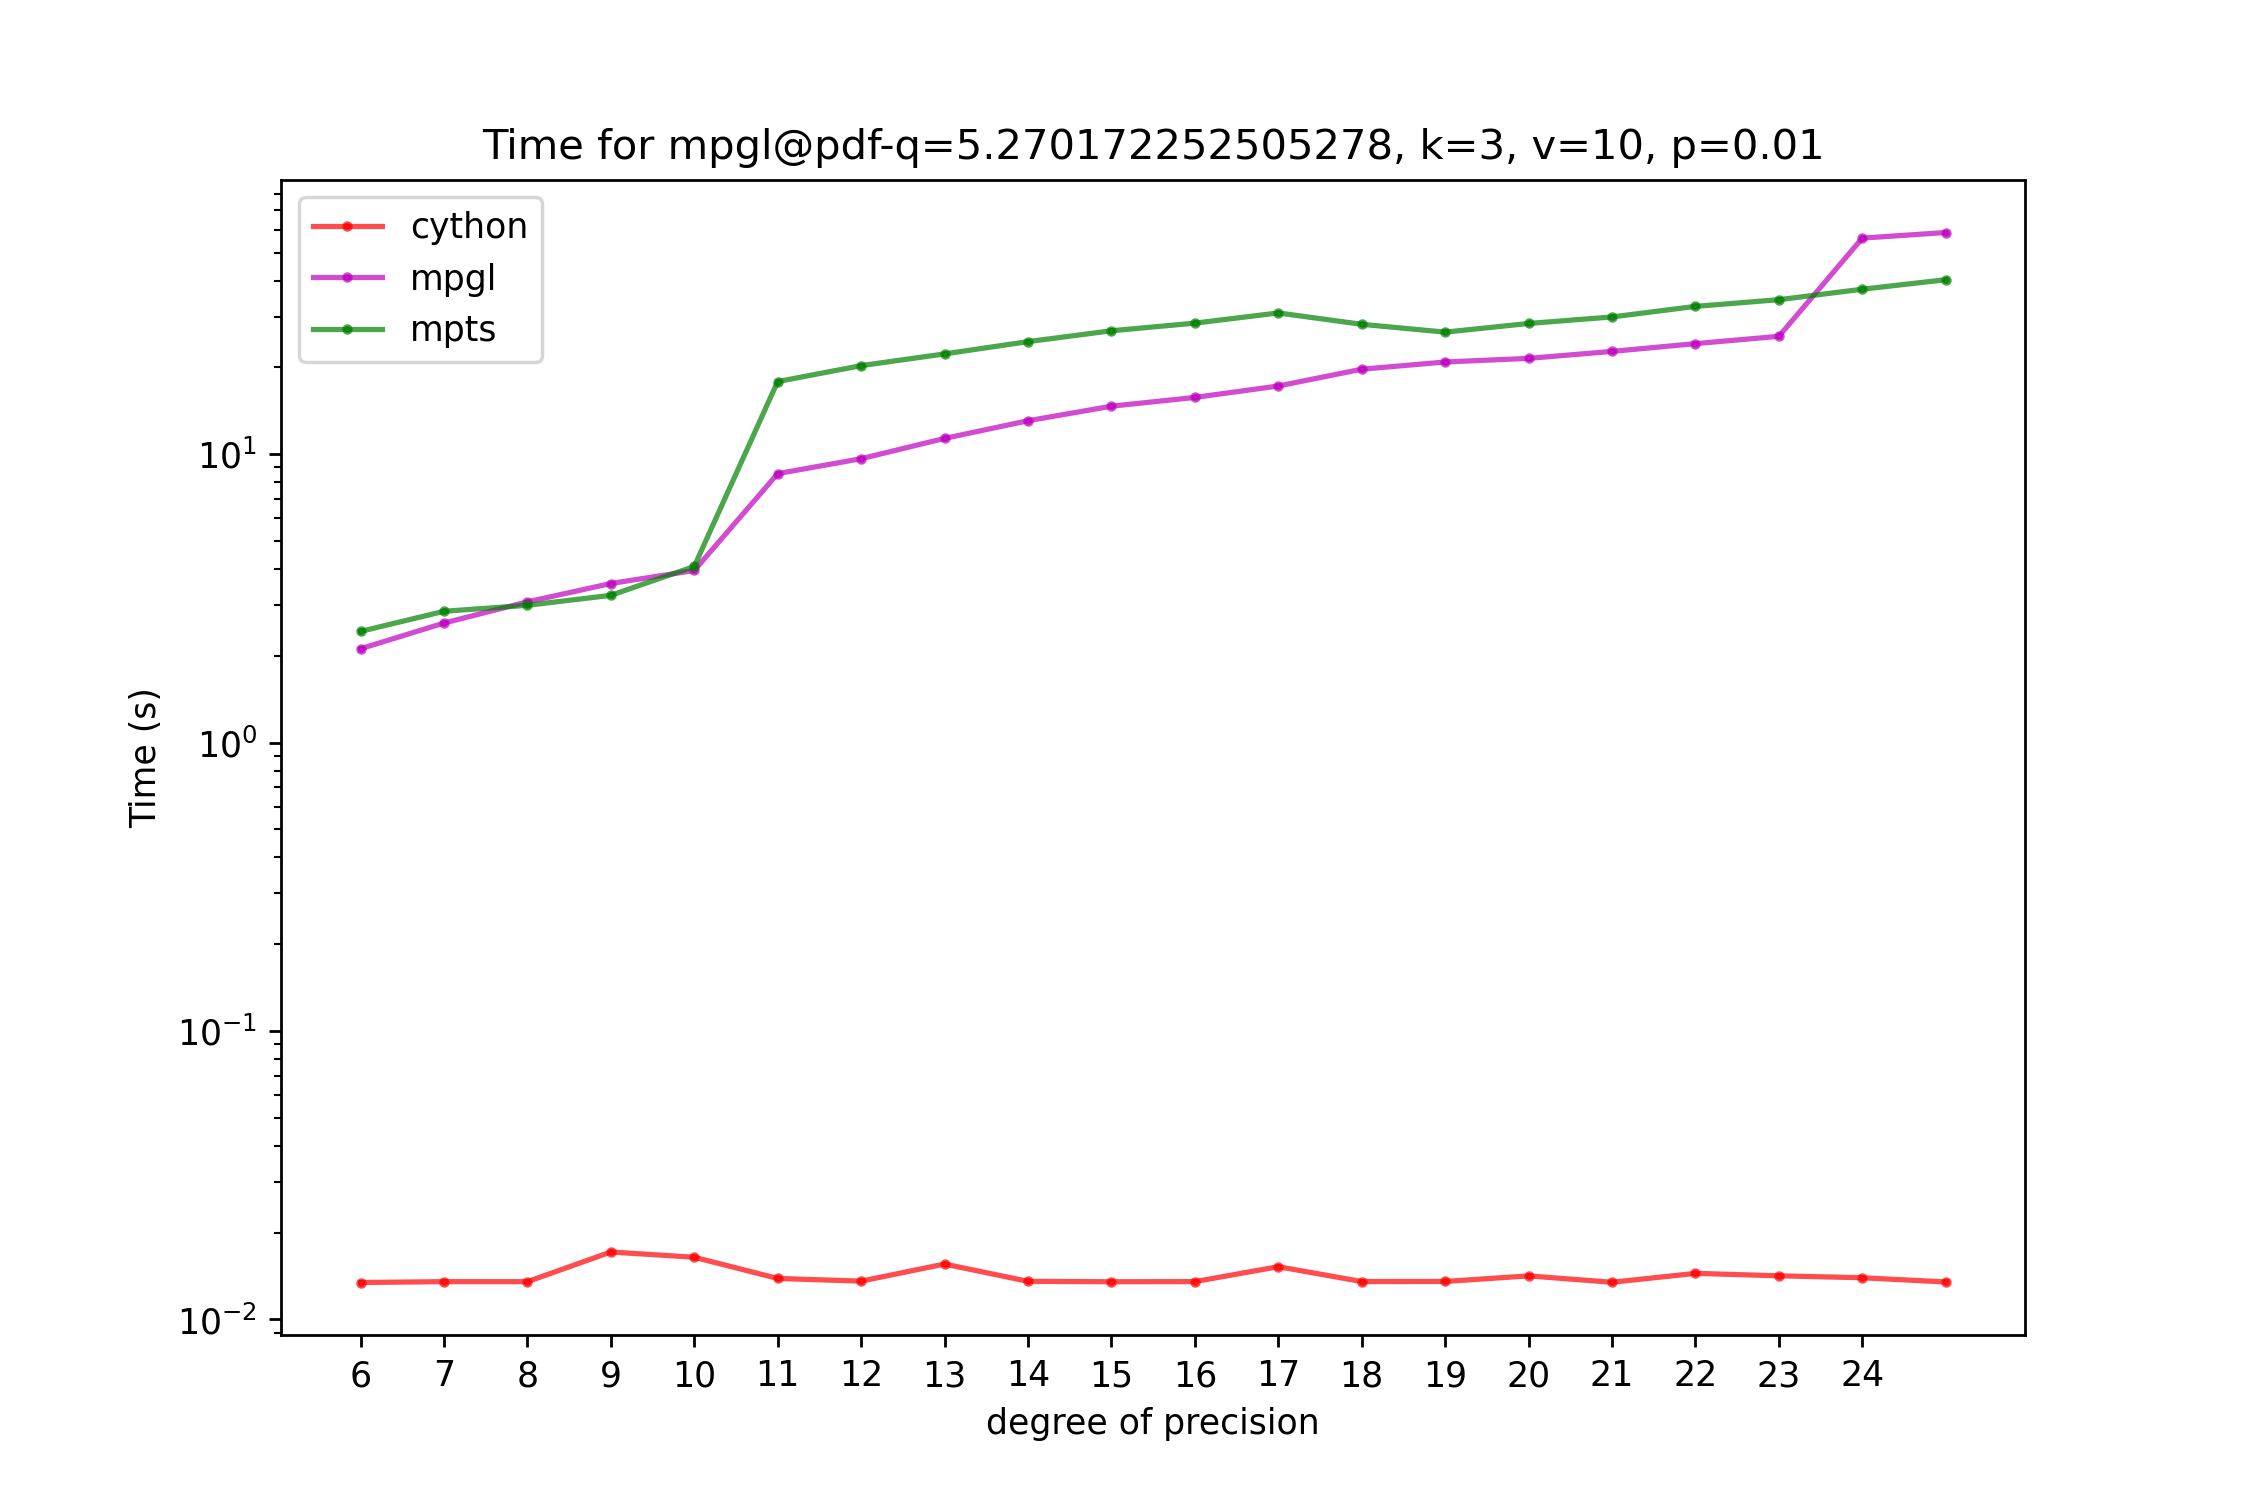 Time for mpgl@pdf-q=5.270172252505278, k=3, v=10, p=0.01
cython
mpgl
mpts
10¹
10⁰
10⁻¹
10⁻²
Time (s)
6 7 8 9 10 11 12 13 14 15 16 17 18 19 20 21 22 23 24
degree of precision